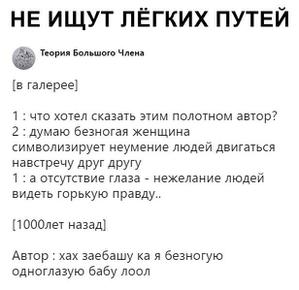 НЕ ИЩУТ ЛЁГКИХ ПУТЕЙ
Теория Большого Члена
[в галерее]
1 : что хотел сказать этим полотном автор?
2 : думаю безногая женщина
символизирует неумение людей двигаться
навстречу друг другу
1 : а отсутствие глаза - нежелание людей
видеть горькую правду..
[1000лет назад]
Автор : хах заебашу ка я безногую
одноглазую бабу лоол